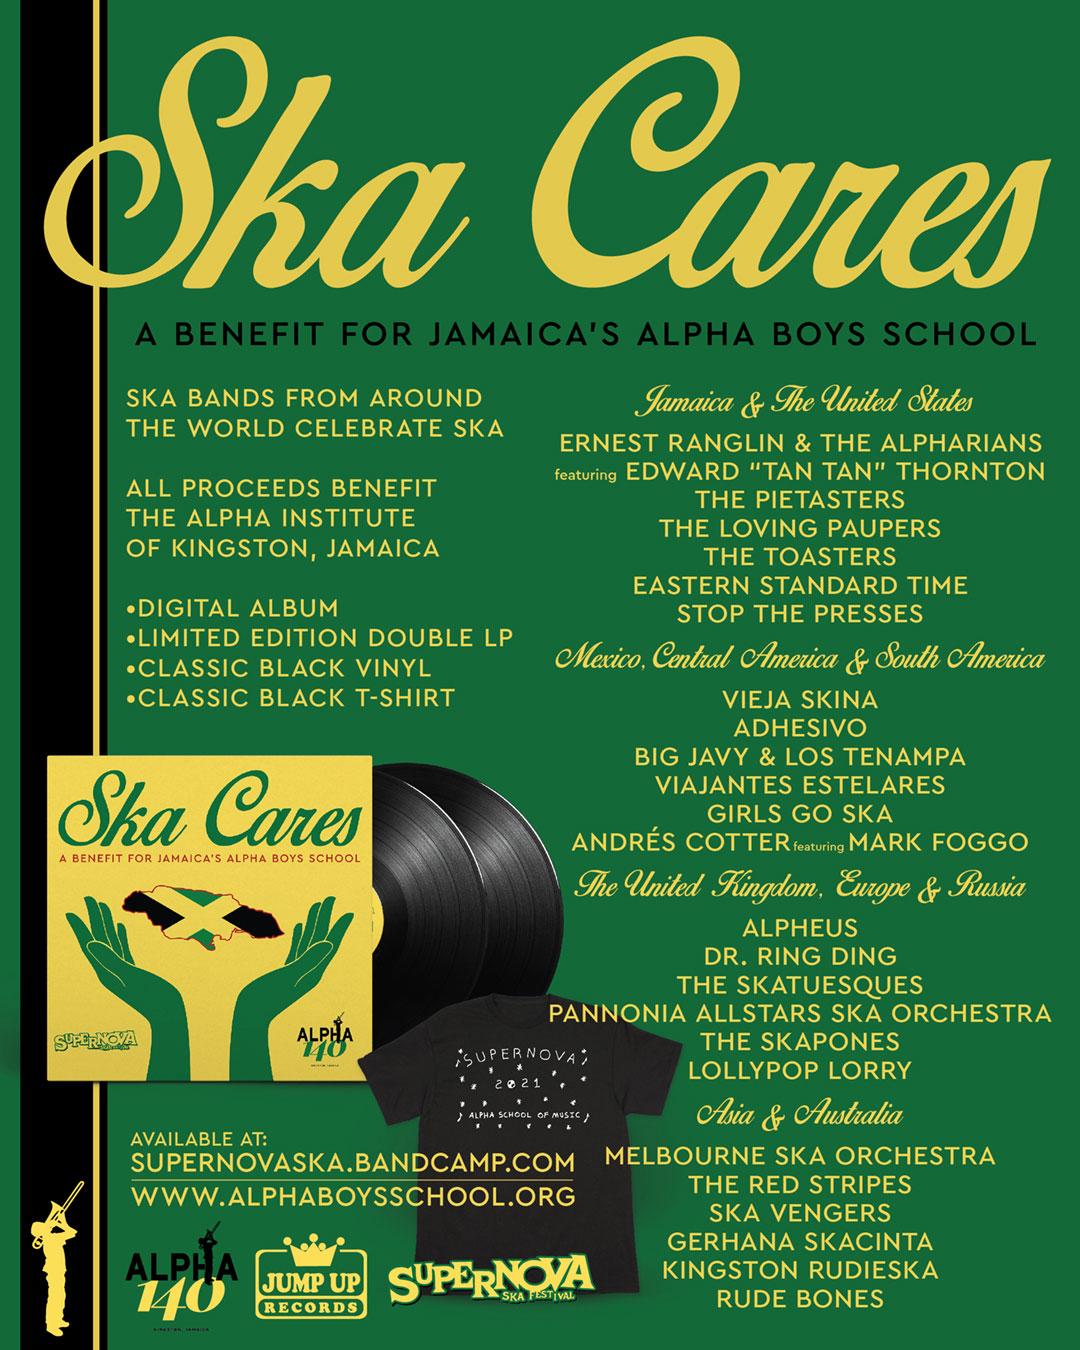 Ska Cares
A BENEFIT FOR JAMAICA'S ALPHA BOYS SCHOOL
SKA BANDS FROM AROUND
THE WORLD CELEBRATE SKA
ALL PROCEEDS BENEFIT
THE ALPHA INSTITUTE
OF KINGSTON, JAMAICA
•DIGITAL ALBUM
•LIMITED EDITION DOUBLE LP
•CLASSIC BLACK VINYL
•CLASSIC BLACK T-SHIRT
Ska Cares
A BENEFIT FOR JAMAICA'S ALPHA BOYS SCHOOL
SUPERNOVA
ALPHA
140
SUPERNOVA
2021
ALPHA SCHOOL OF MUSIC
AVAILABLE AT:
SUPERNOVASKA.BANDCAMP.COM
WWW.ALPHABOYSSCHOOL.ORG
ALPHA
140
KINGSTON, JAMAICA
JUMP UP
RECORDS
SUPERNOVA
SKA FESTIVAL
Jamaica & The United States
ERNEST RANGLIN & THE ALPHARIANS
featuring EDWARD "TAN TAN" THORNTON
THE PIETASTERS
THE LOVING PAUPERS
THE TOASTERS
EASTERN STANDARD TIME
STOP THE PRESSES
Mexico, Central America & South America
VIEJA SKINA
ADHESIVO
BIG JAVY & LOS TENAMPA
VIAJANTES ESTELARES
GIRLS GO SKA
ANDRÉS COTTER featuring MARK FOGGO
The United Kingdom, Europe & Russia
ALPHEUS
DR. RING DING
THE SKATUESQUES
PANNONIA ALLSTARS SKA ORCHESTRA
THE SKAPONES
LOLLYPOP LORRY
Asia & Australia
MELBOURNE SKA ORCHESTRA
THE RED STRIPES
SKA VENGERS
GERHANA SKACINTA
KINGSTON RUDIESKA
RUDE BONES